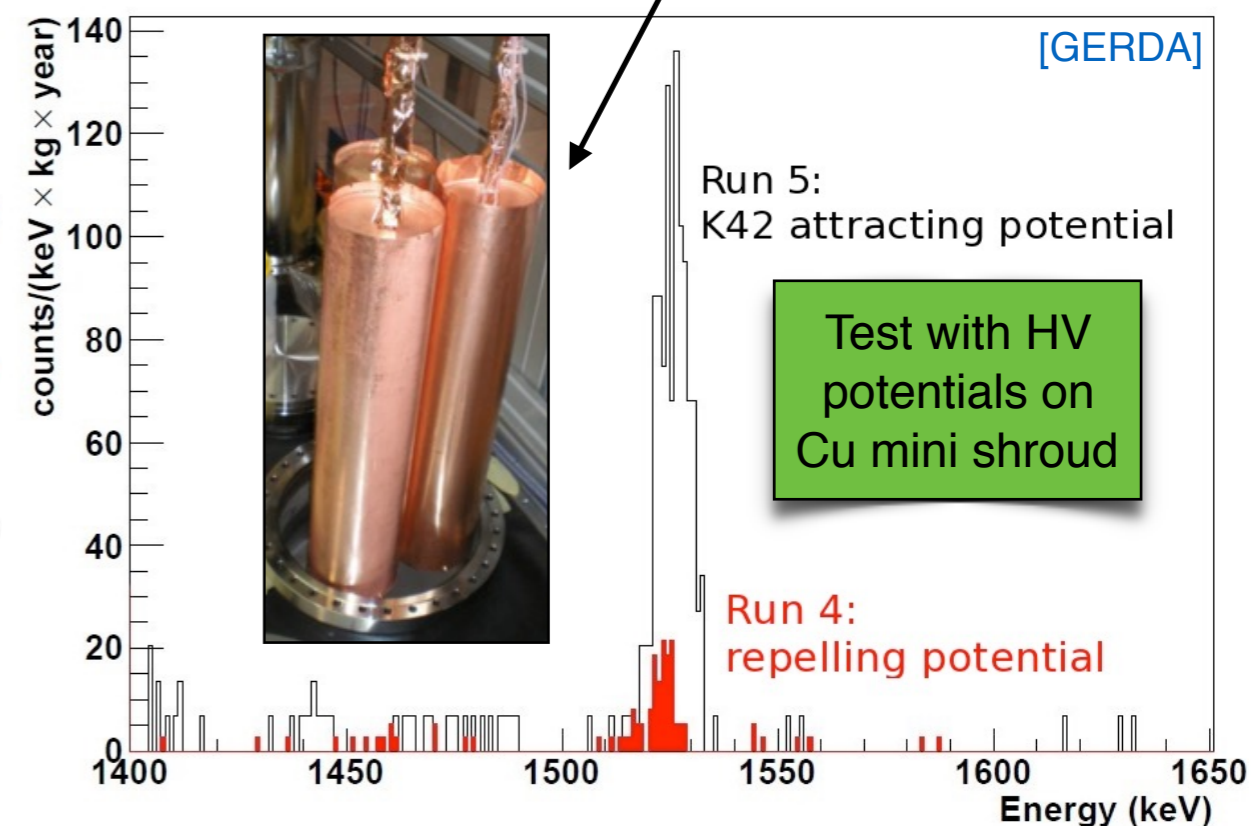 counts/(keV × kg × year)
140
120
100
80
60
40
20
0
[GERDA]
Run 5:
K42 attracting potential
Test with HV
potentials on
Cu mini shroud
Run 4:
repelling potential
1400 1450 1500 1550 1600 1650
Energy (keV)